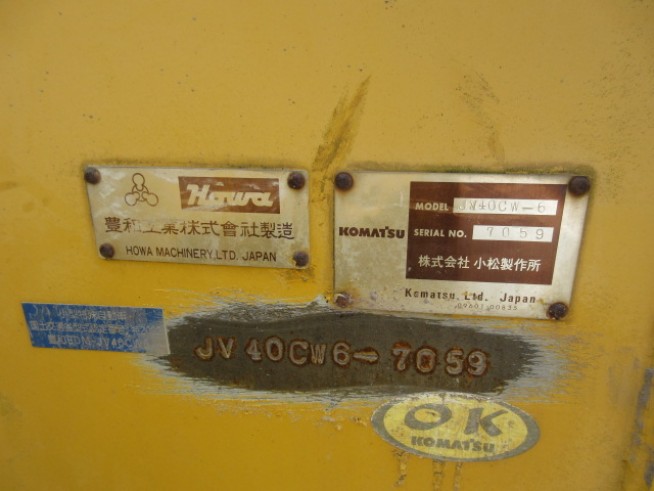 Howa
豊和工業株式會社製造
HOWA MACHINERY, LTD. JAPAN
KOMATSU
MODEL JV40CW-6
SERIAL NO. 7059
株式会社 小松製作所
Komatsu, Ltd. Japan
JV40CW6-7059
OK
KOMATSU